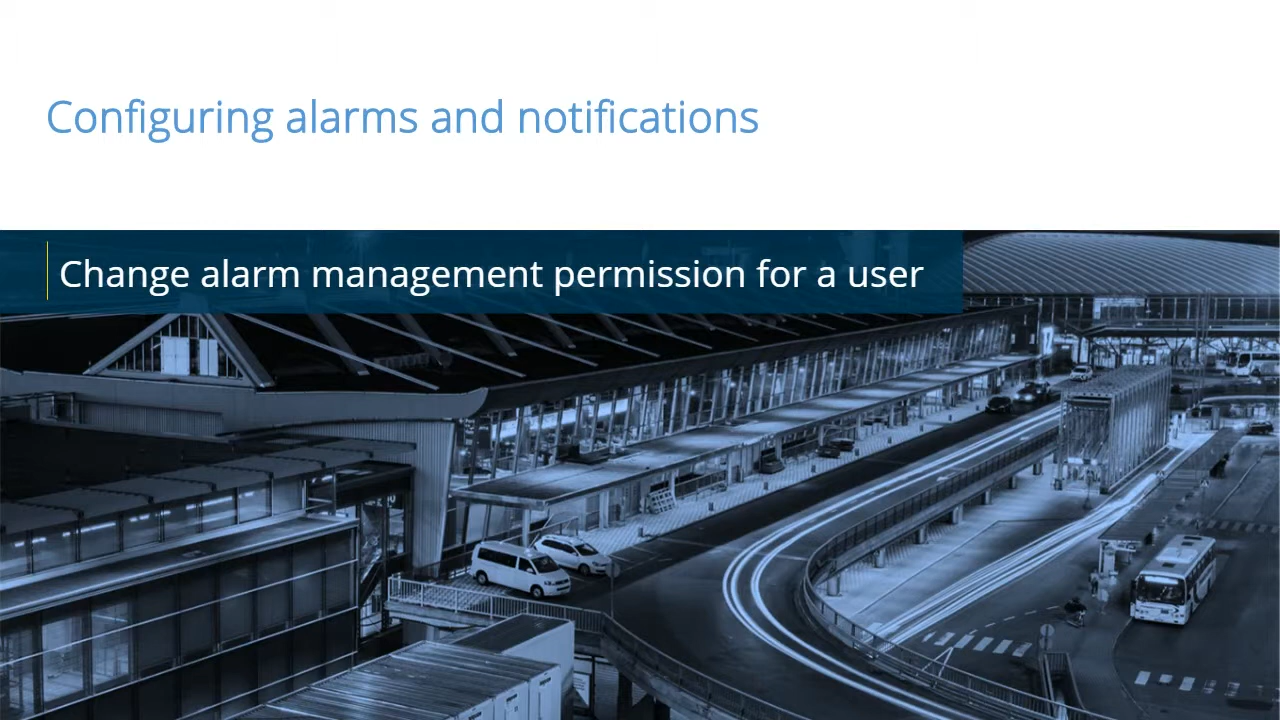 Configuring alarms and notifications
Change alarm management permission for a user